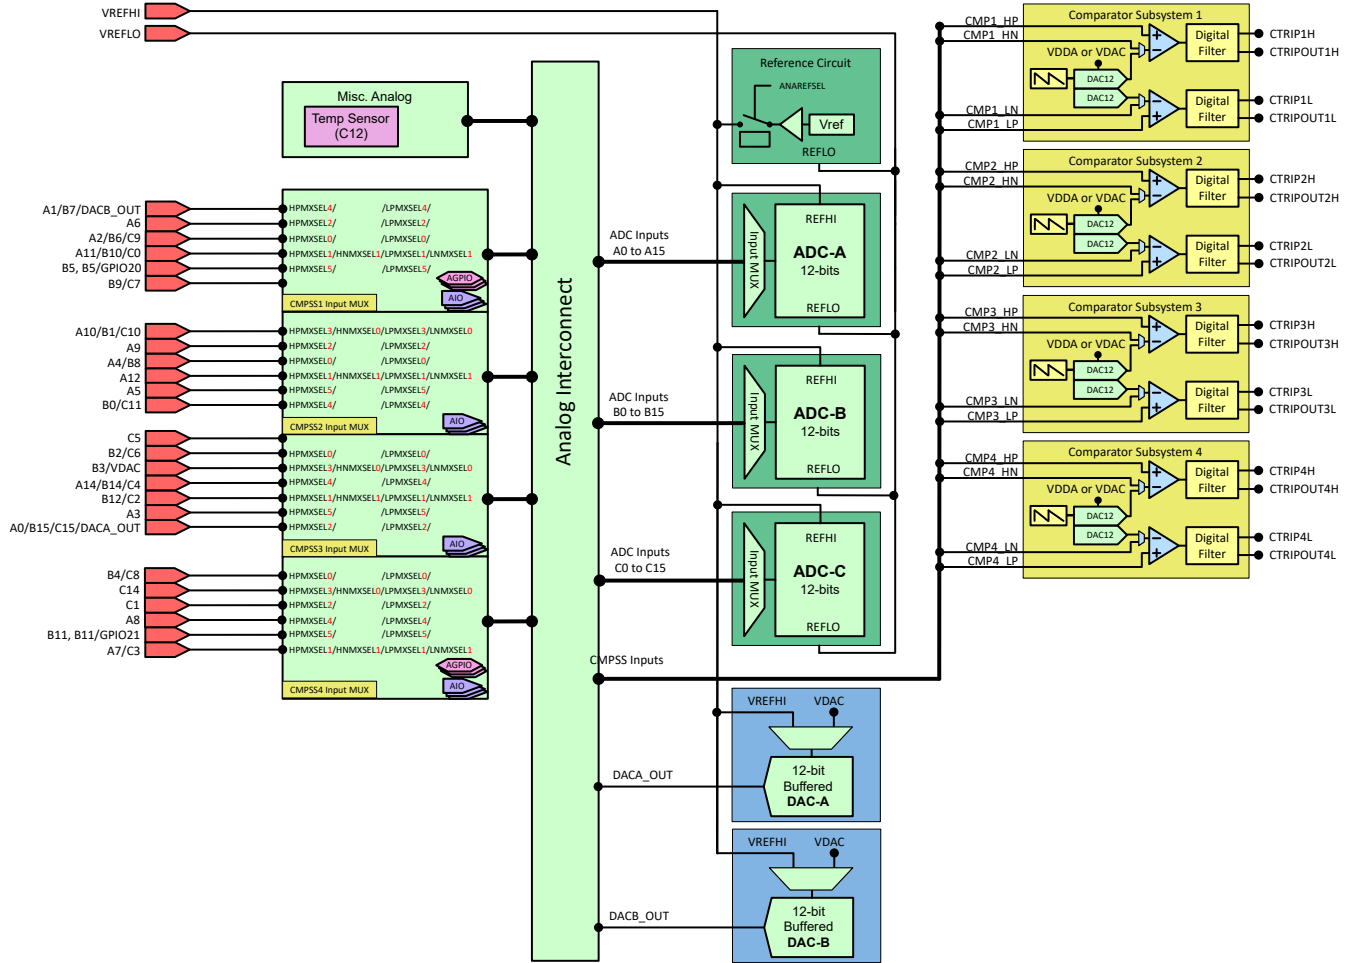 VREFHI
VREFLO
Misc. Analog
Temp Sensor
(C12)
A1/B7/DACB_OUT
A6
A2/B6/C9
A11/B10/C0
B5, B5/GPIO20
B9/C7
HPMXSEL4/ /LPMXSEL4/
HPMXSEL2/ /LPMXSEL2/
HPMXSEL0/ /LPMXSEL0/
HPMXSEL1/HNMXSEL1/LPMXSEL1/LNMXSEL1
HPMXSEL5/ /LPMXSEL5/
AGPIO
AIO
CMPSS1 Input MUX
A10/B1/C10
A9
A4/B8
A12
A5
B0/C11
HPMXSEL3/HNMXSEL0/LPMXSEL3/LNMXSEL0
HPMXSEL2/ /LPMXSEL2/
HPMXSEL0/ /LPMXSEL0/
HPMXSEL1/HNMXSEL1/LPMXSEL1/LNMXSEL1
HPMXSEL5/ /LPMXSEL5/
HPMXSEL4/ /LPMXSEL4/
AIO
CMPSS2 Input MUX
C5
B2/C6
B3/VDAC
A14/B14/C4
B12/C2
A3
A0/B15/C15/DACA_OUT
HPMXSEL0/ /LPMXSEL0/
HPMXSEL3/HNMXSEL0/LPMXSEL3/LNMXSEL0
HPMXSEL4/ /LPMXSEL4/
HPMXSEL1/HNMXSEL1/LPMXSEL1/LNMXSEL1
HPMXSEL5/ /LPMXSEL5/
HPMXSEL2/ /LPMXSEL2/
AIO
CMPSS3 Input MUX
B4/C8
C14
C1
A8
B11, B11/GPIO21
A7/C3
HPMXSEL0/ /LPMXSEL0/
HPMXSEL3/HNMXSEL0/LPMXSEL3/LNMXSEL0
HPMXSEL2/ /LPMXSEL2/
HPMXSEL4/ /LPMXSEL4/
HPMXSEL5/ /LPMXSEL5/
HPMXSEL1/HNMXSEL1/LPMXSEL1/LNMXSEL1
AGPIO
AIO
CMPSS4 Input MUX
Analog Interconnect
Reference Circuit
ANAREFSEL
Vref
REFLO
ADC Inputs
A0 to A15
Input MUX
REFHI
ADC-A
12-bits
REFLO
ADC Inputs
B0 to B15
Input MUX
REFHI
ADC-B
12-bits
REFLO
ADC Inputs
C0 to C15
Input MUX
REFHI
ADC-C
12-bits
REFLO
CMPSS Inputs
VREFHI VDAC
DACA_OUT
12-bit
Buffered
DAC-A
VREFHI VDAC
DACB_OUT
12-bit
Buffered
DAC-B
Comparator Subsystem 1
CMP1_HP
CMP1_HN
VDDA or VDAC
DAC12
DAC12
CMP1_LN
CMP1_LP
Digital
Filter
Digital
Filter
CTRIP1H
CTRIPOUT1H
CTRIP1L
CTRIPOUT1L
Comparator Subsystem 2
CMP2_HP
CMP2_HN
VDDA or VDAC
DAC12
DAC12
CMP2_LN
CMP2_LP
Digital
Filter
Digital
Filter
CTRIP2H
CTRIPOUT2H
CTRIP2L
CTRIPOUT2L
Comparator Subsystem 3
CMP3_HP
CMP3_HN
VDDA or VDAC
DAC12
DAC12
CMP3_LN
CMP3_LP
Digital
Filter
Digital
Filter
CTRIP3H
CTRIPOUT3H
CTRIP3L
CTRIPOUT3L
Comparator Subsystem 4
CMP4_HP
CMP4_HN
VDDA or VDAC
DAC12
DAC12
CMP4_LN
CMP4_LP
Digital
Filter
Digital
Filter
CTRIP4H
CTRIPOUT4H
CTRIP4L
CTRIPOUT4L